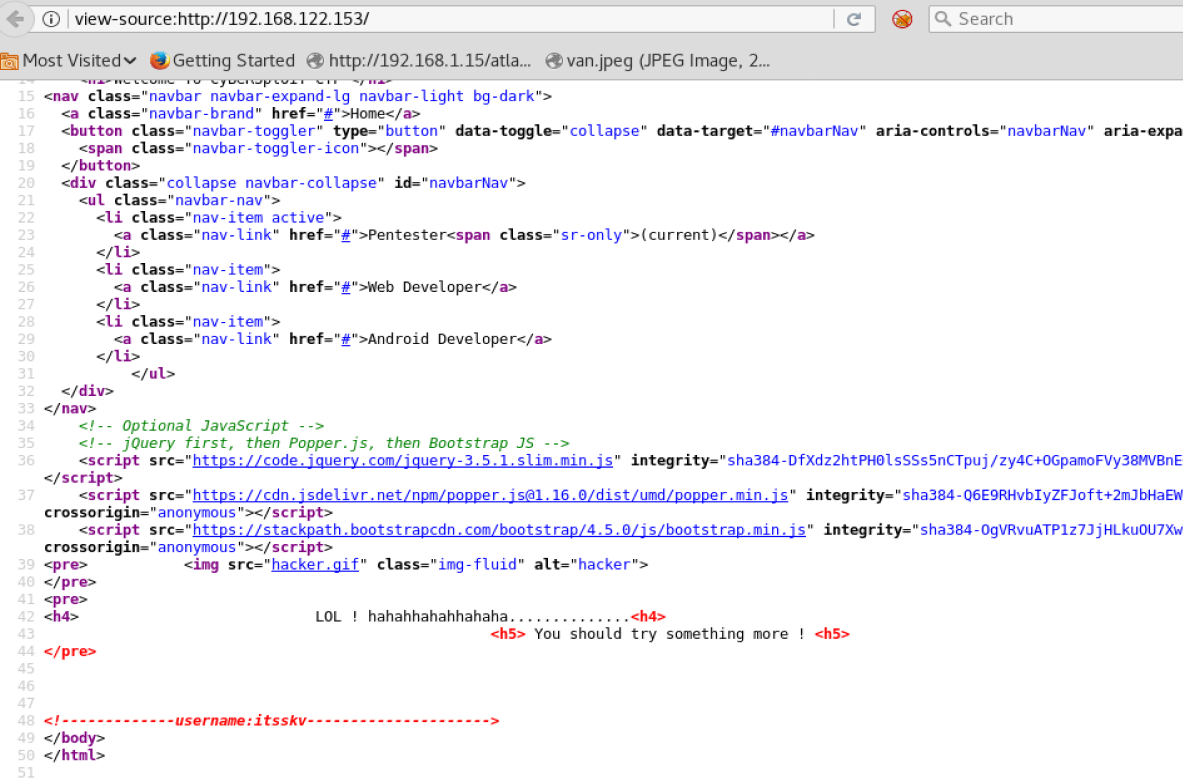 view-source:http://192.168.122.153/
Search
Most Visited Getting Started http://192.168.1.15/atla... van.jpeg (JPEG Image, 2...
14 <h1>Welcome To CyBeRSplOiT-CTF </h1>
15 <nav class="navbar navbar-expand-lg navbar-light bg-dark">
16 <a class="navbar-brand" href="#">Home</a>
17 <button class="navbar-toggler" type="button" data-toggle="collapse" data-target="#navbarNav" aria-controls="navbarNav" aria-expa
18 <span class="navbar-toggler-icon"></span>
19 </button>
20 <div class="collapse navbar-collapse" id="navbarNav">
21 <ul class="navbar-nav">
22 <li class="nav-item active">
23 <a class="nav-link" href="#">Pentester<span class="sr-only">(current)</span></a>
24 </li>
25 <li class="nav-item">
26 <a class="nav-link" href="#">Web Developer</a>
27 </li>
28 <li class="nav-item">
29 <a class="nav-link" href="#">Android Developer</a>
30 </li>
31 </ul>
32 </div>
33 </nav>
34 <!-- Optional JavaScript -->
35 <!-- jQuery first, then Popper.js, then Bootstrap JS -->
36 <script src="https://code.jquery.com/jquery-3.5.1.slim.min.js" integrity="sha384-DfXdz2htPH0lsSSs5nCTpuj/zy4C+OGpamoFVy38MVBnE
</script>
37 <script src="https://cdn.jsdelivr.net/npm/popper.js@1.16.0/dist/umd/popper.min.js" integrity="sha384-Q6E9RHvbIyZFJoft+2mJbHaEW
crossorigin="anonymous"></script>
38 <script src="https://stackpath.bootstrapcdn.com/bootstrap/4.5.0/js/bootstrap.min.js" integrity="sha384-OgVRvuATP1z7JjHLkuOU7Xw
crossorigin="anonymous"></script>
39 <pre> <img src="hacker.gif" class="img-fluid" alt="hacker">
40 </pre>
41 <pre>
42 <h4> LOL ! hahahhahahhahaha..............<h4>
43 <h5> You should try something more ! <h5>
44 </pre>
45
46
47
48 <!-------------username:itsskv--------------------->
49 </body>
50 </html>
51